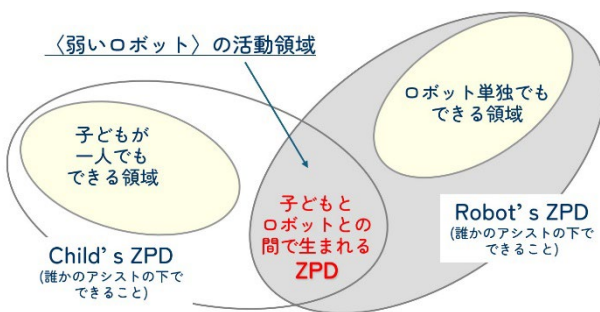 〈弱いロボット〉の活動領域
ロボット単独でも
できる領域
子どもが
一人でも
できる領域
子どもと
ロボットとの
間で生まれる
ZPD
Robot’s ZPD
(誰かのアシストの下で
できること)
Child’s ZPD
(誰かのアシストの下で
できること)